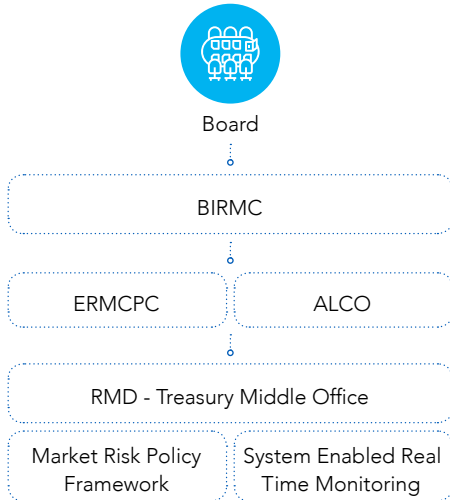 Board
BIRMC
ERMCPC
ALCO
RMD - Treasury Middle Office
Market Risk Policy
Framework
System Enabled Real
Time Monitoring